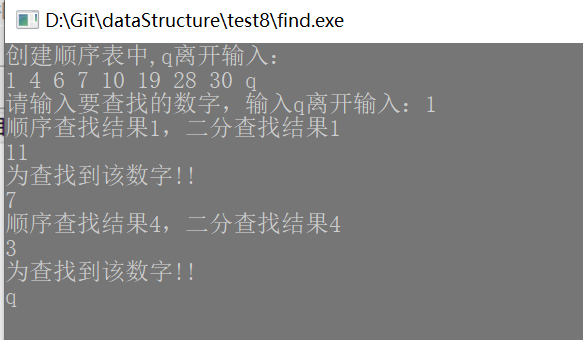 D:\Git\dataStructure\test8\find.exe
创建顺序表中,q离开输入：
1 4 6 7 10 19 28 30 q
请输入要查找的数字，输入q离开输入：1
顺序查找结果1，二分查找结果1
11
为查找到该数字!!
7
顺序查找结果4，二分查找结果4
3
为查找到该数字!!
q